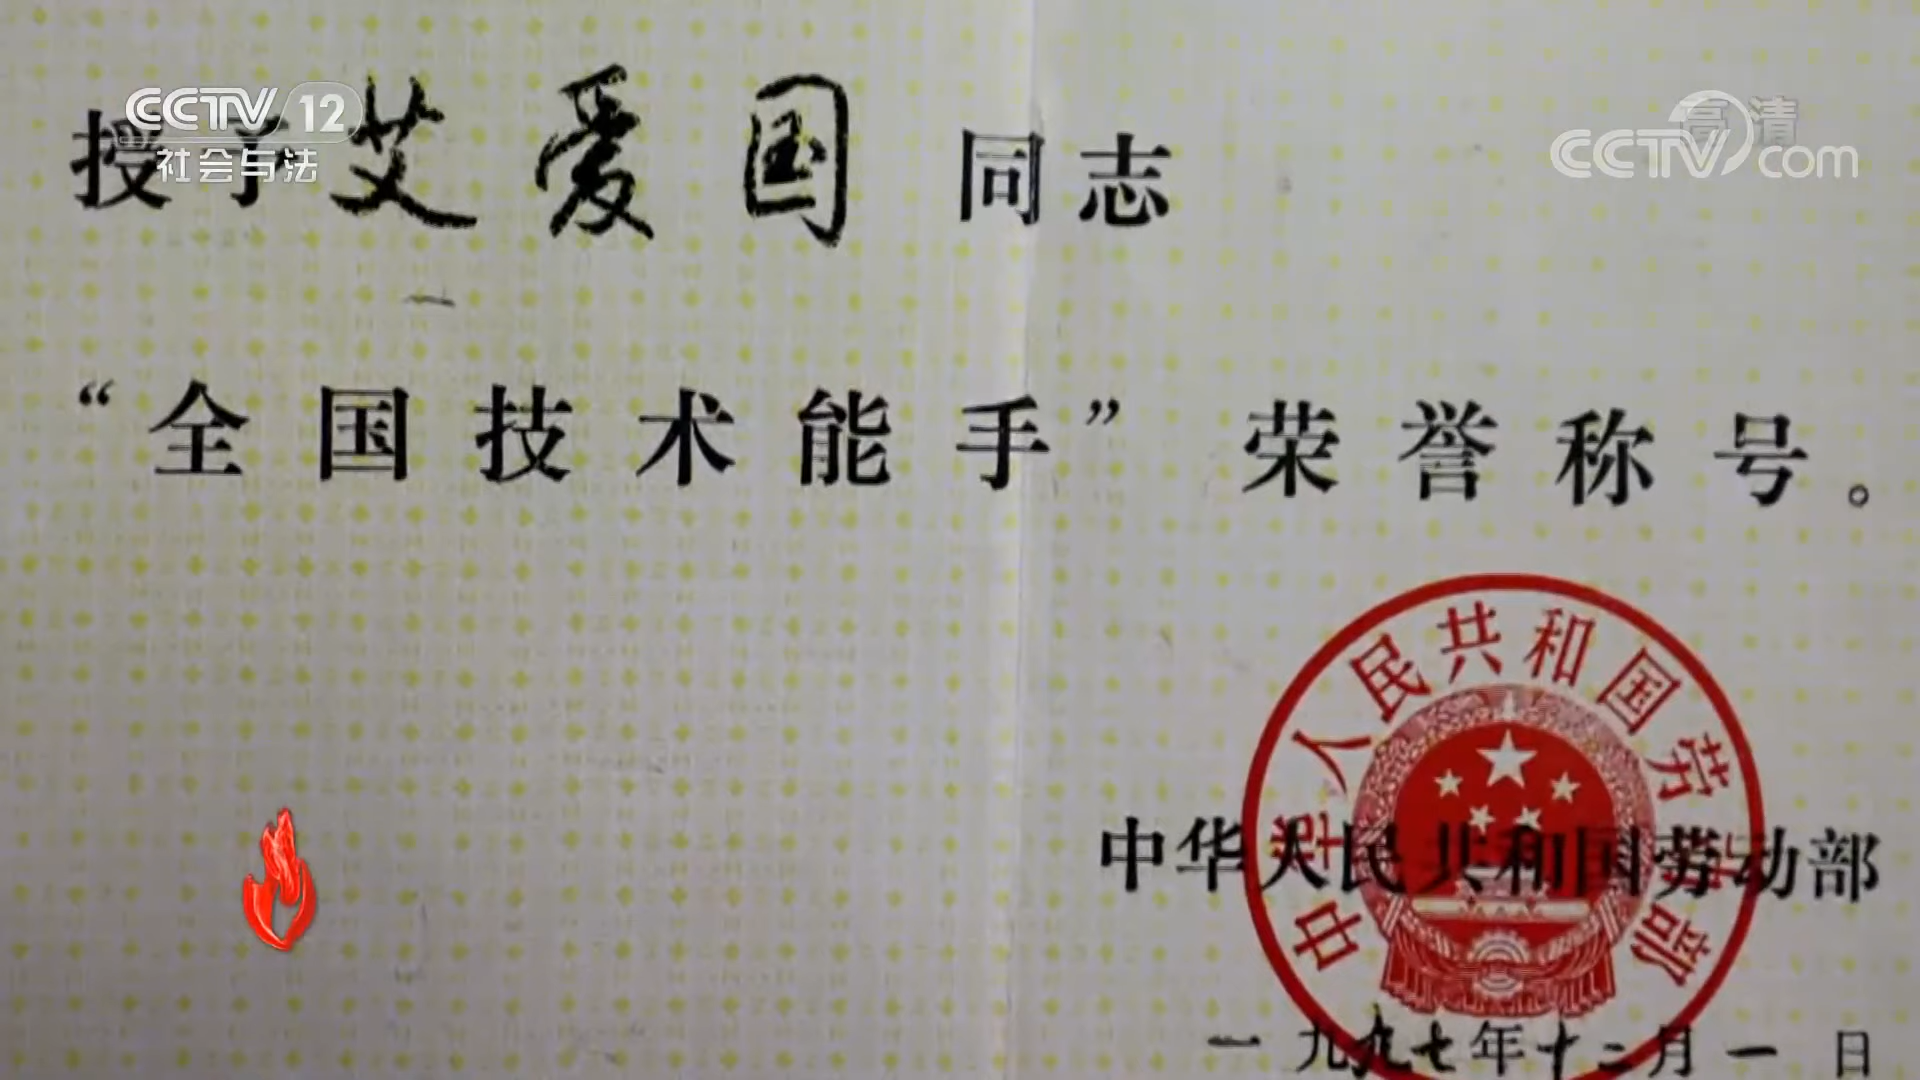 CCTV 12
社会与法
高清
CCTV.com
授予艾爱国同志
“全国技术能手”荣誉称号。
中华人民共和国劳动部
中华人民共和国劳动部
一九九七年十二月一日